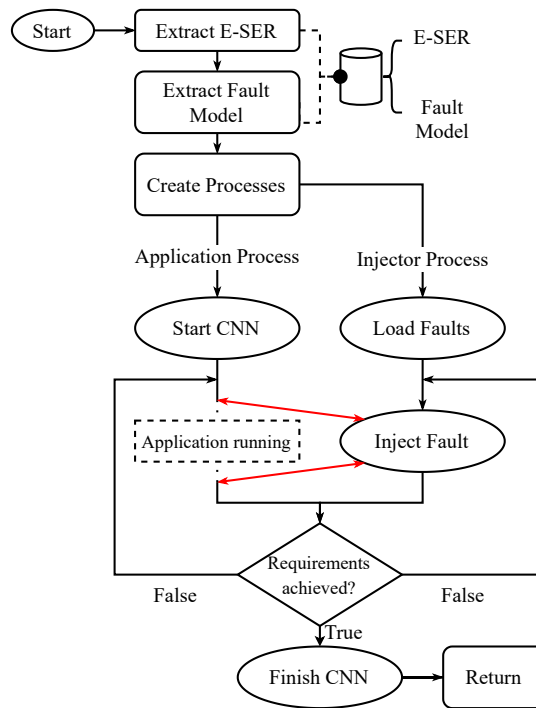 Start
Extract E-SER
E-SER
Extract Fault
Model
Fault
Model
Create Processes
Application Process
Injector Process
Start CNN
Load Faults
Application running
Inject Fault
Requirements
achieved?
False
False
True
Finish CNN
Return